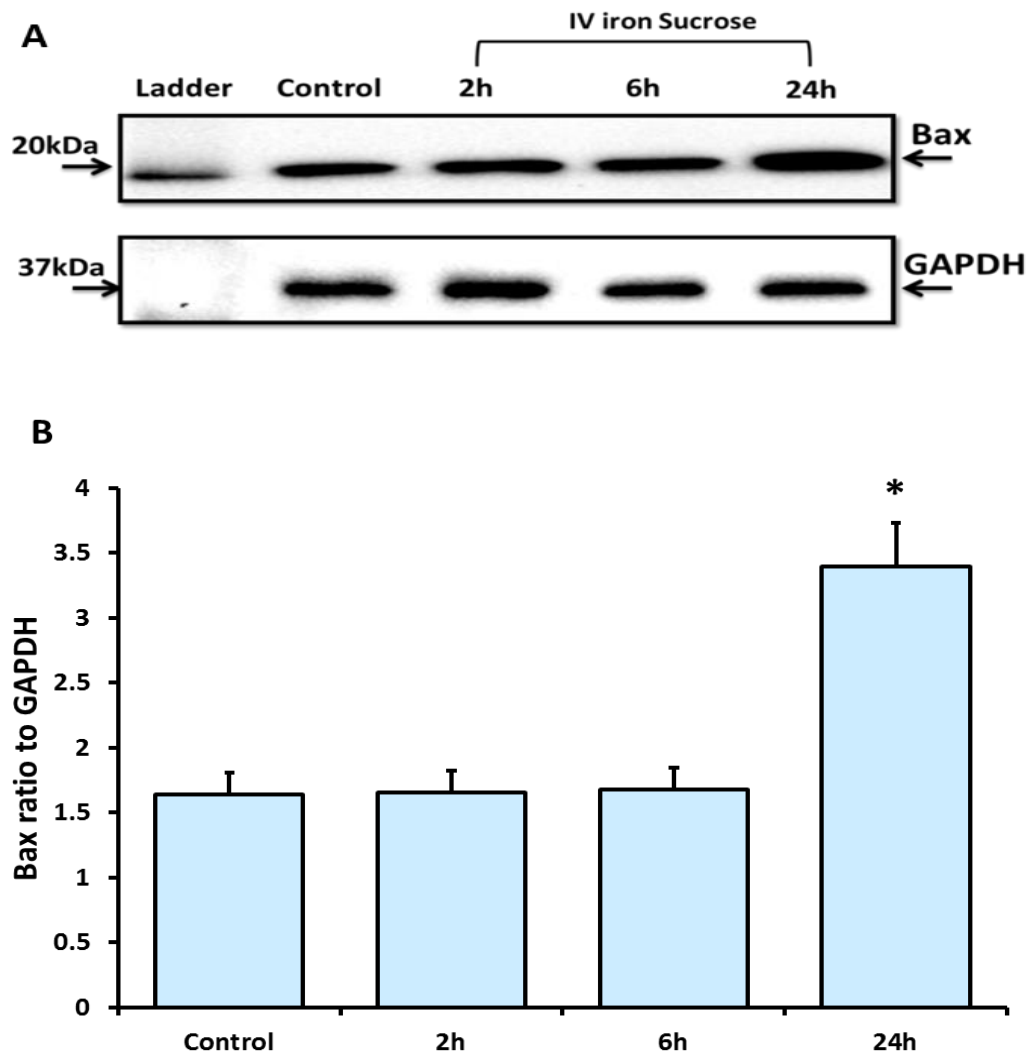 A
IV iron Sucrose
Ladder Control 2h 6h 24h
20kDa
Bax
37kDa
GAPDH
B
Bax ratio to GAPDH
4
3.5
3
2.5
2
1.5
1
0.5
0
*
Control 2h 6h 24h